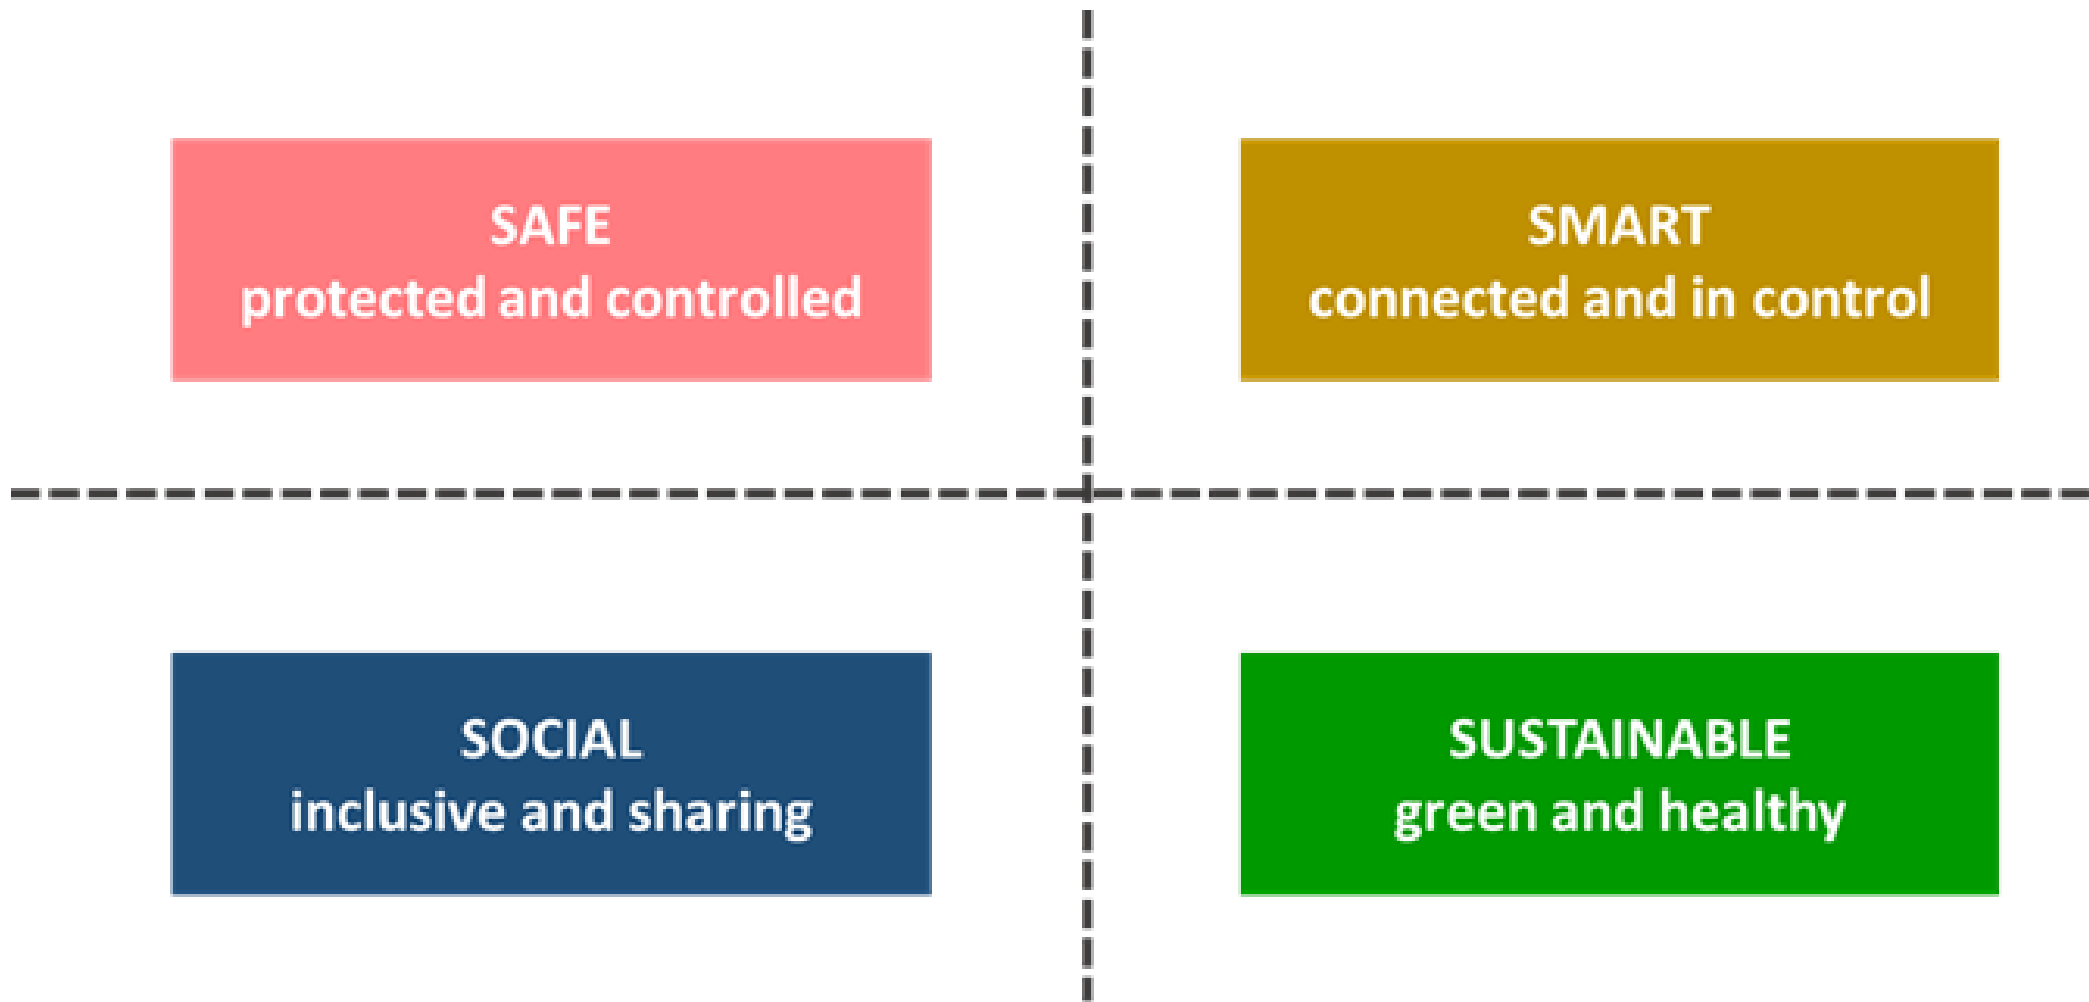 SAFE
protected and controlled
SMART
connected and in control
SOCIAL
inclusive and sharing
SUSTAINABLE
green and healthy